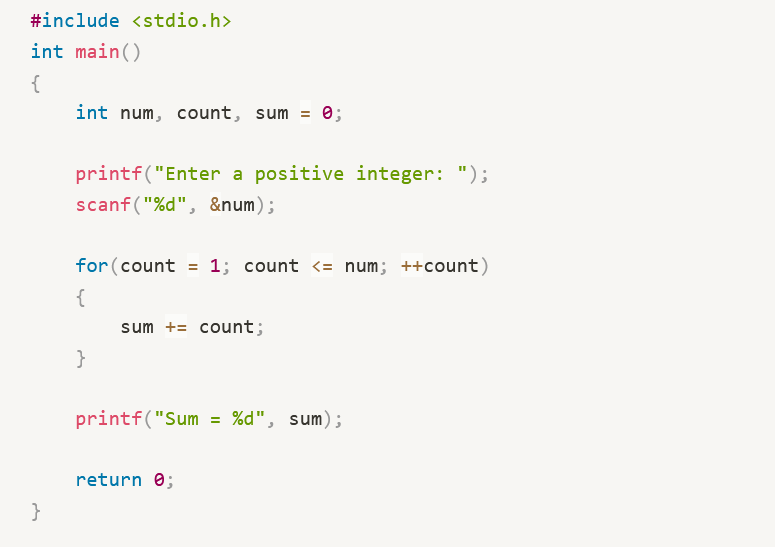 #include <stdio.h>
int main()
{
    int num, count, sum = 0;

    printf("Enter a positive integer: ");
    scanf("%d", &num);

    for(count = 1; count <= num; ++count)
    {
        sum += count;
    }

    printf("Sum = %d", sum);

    return 0;
}